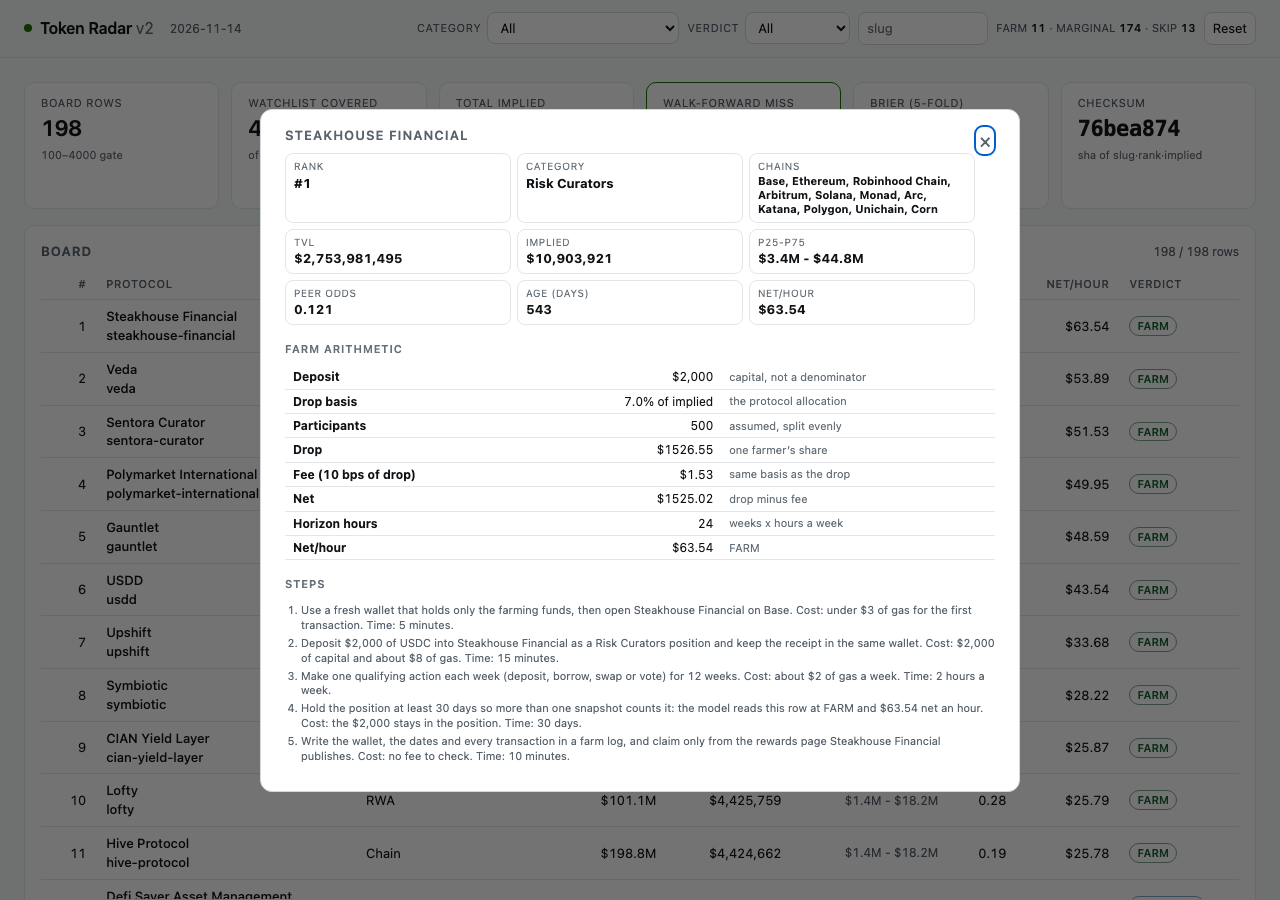 Token Radar v2 2026-11-14 CATEGORY All VERDICT All slug FARM 11 · MARGINAL 174 · SKIP 13 Reset
BOARD ROWS
198
100–4000 gate
WATCHLIST COVERED
4
of
TOTAL IMPLIED
WALK-FORWARD MISS
BRIER (5-FOLD)
CHECKSUM
76bea874
sha of slug·rank·implied
BOARD
198 / 198 rows
# PROTOCOL NET/HOUR VERDICT
1 Steakhouse Financial $63.54 FARM
steakhouse-financial
2 Veda $53.89 FARM
veda
3 Sentora Curator $51.53 FARM
sentora-curator
4 Polymarket International $49.95 FARM
polymarket-international
5 Gauntlet $48.59 FARM
gauntlet
6 USDD $43.54 FARM
usdd
7 Upshift $33.68 FARM
upshift
8 Symbiotic $28.22 FARM
symbiotic
9 CIAN Yield Layer $25.87 FARM
cian-yield-layer
10 Lofty RWA $101.1M $4,425,759 $1.4M - $18.2M 0.28 $25.79 FARM
lofty
11 Hive Protocol Chain $198.8M $4,424,662 $1.4M - $18.2M 0.19 $25.78 FARM
hive-protocol
Defi Saver Asset Management
STEAKHOUSE FINANCIAL
×
RANK
#1
CATEGORY
Risk Curators
CHAINS
Base, Ethereum, Robinhood Chain,
Arbitrum, Solana, Monad, Arc,
Katana, Polygon, Unichain, Corn
TVL
$2,753,981,495
IMPLIED
$10,903,921
P25-P75
$3.4M - $44.8M
PEER ODDS
0.121
AGE (DAYS)
543
NET/HOUR
$63.54
FARM ARITHMETIC
Deposit $2,000 capital, not a denominator
Drop basis 7.0% of implied the protocol allocation
Participants 500 assumed, split evenly
Drop $1526.55 one farmer's share
Fee (10 bps of drop) $1.53 same basis as the drop
Net $1525.02 drop minus fee
Horizon hours 24 weeks x hours a week
Net/hour $63.54 FARM
STEPS
1. Use a fresh wallet that holds only the farming funds, then open Steakhouse Financial on Base. Cost: under $3 of gas for the first
transaction. Time: 5 minutes.
2. Deposit $2,000 of USDC into Steakhouse Financial as a Risk Curators position and keep the receipt in the same wallet. Cost: $2,000
of capital and about $8 of gas. Time: 15 minutes.
3. Make one qualifying action each week (deposit, borrow, swap or vote) for 12 weeks. Cost: about $2 of gas a week. Time: 2 hours a
week.
4. Hold the position at least 30 days so more than one snapshot counts it: the model reads this row at FARM and $63.54 net an hour.
Cost: the $2,000 stays in the position. Time: 30 days.
5. Write the wallet, the dates and every transaction in a farm log, and claim only from the rewards page Steakhouse Financial
publishes. Cost: no fee to check. Time: 10 minutes.